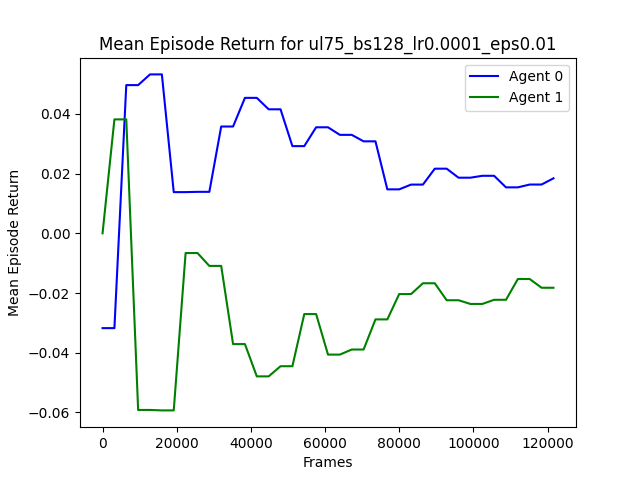 Mean Episode Return for ul75_bs128_lr0.0001_eps0.01
Agent 0
Agent 1
Mean Episode Return
0.04
0.02
0.00
−0.02
−0.04
−0.06
0 20000 40000 60000 80000 100000 120000
Frames